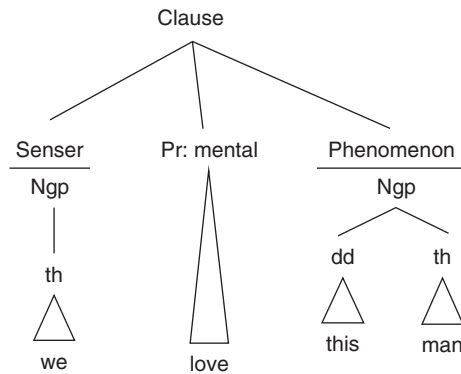 Clause
Senser Pr: mental Phenomenon
Ngp Ngp
th dd th
we love this man